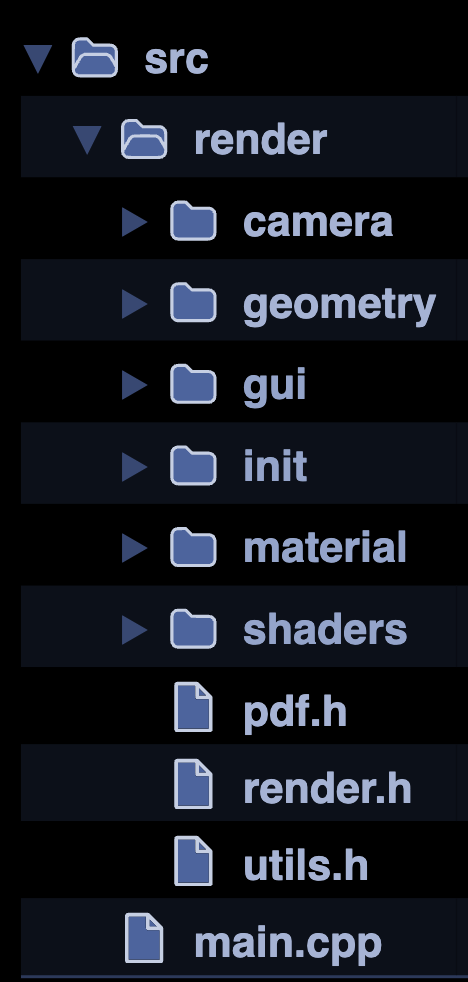 src
render
camera
geometry
gui
init
material
shaders
pdf.h
render.h
utils.h
main.cpp